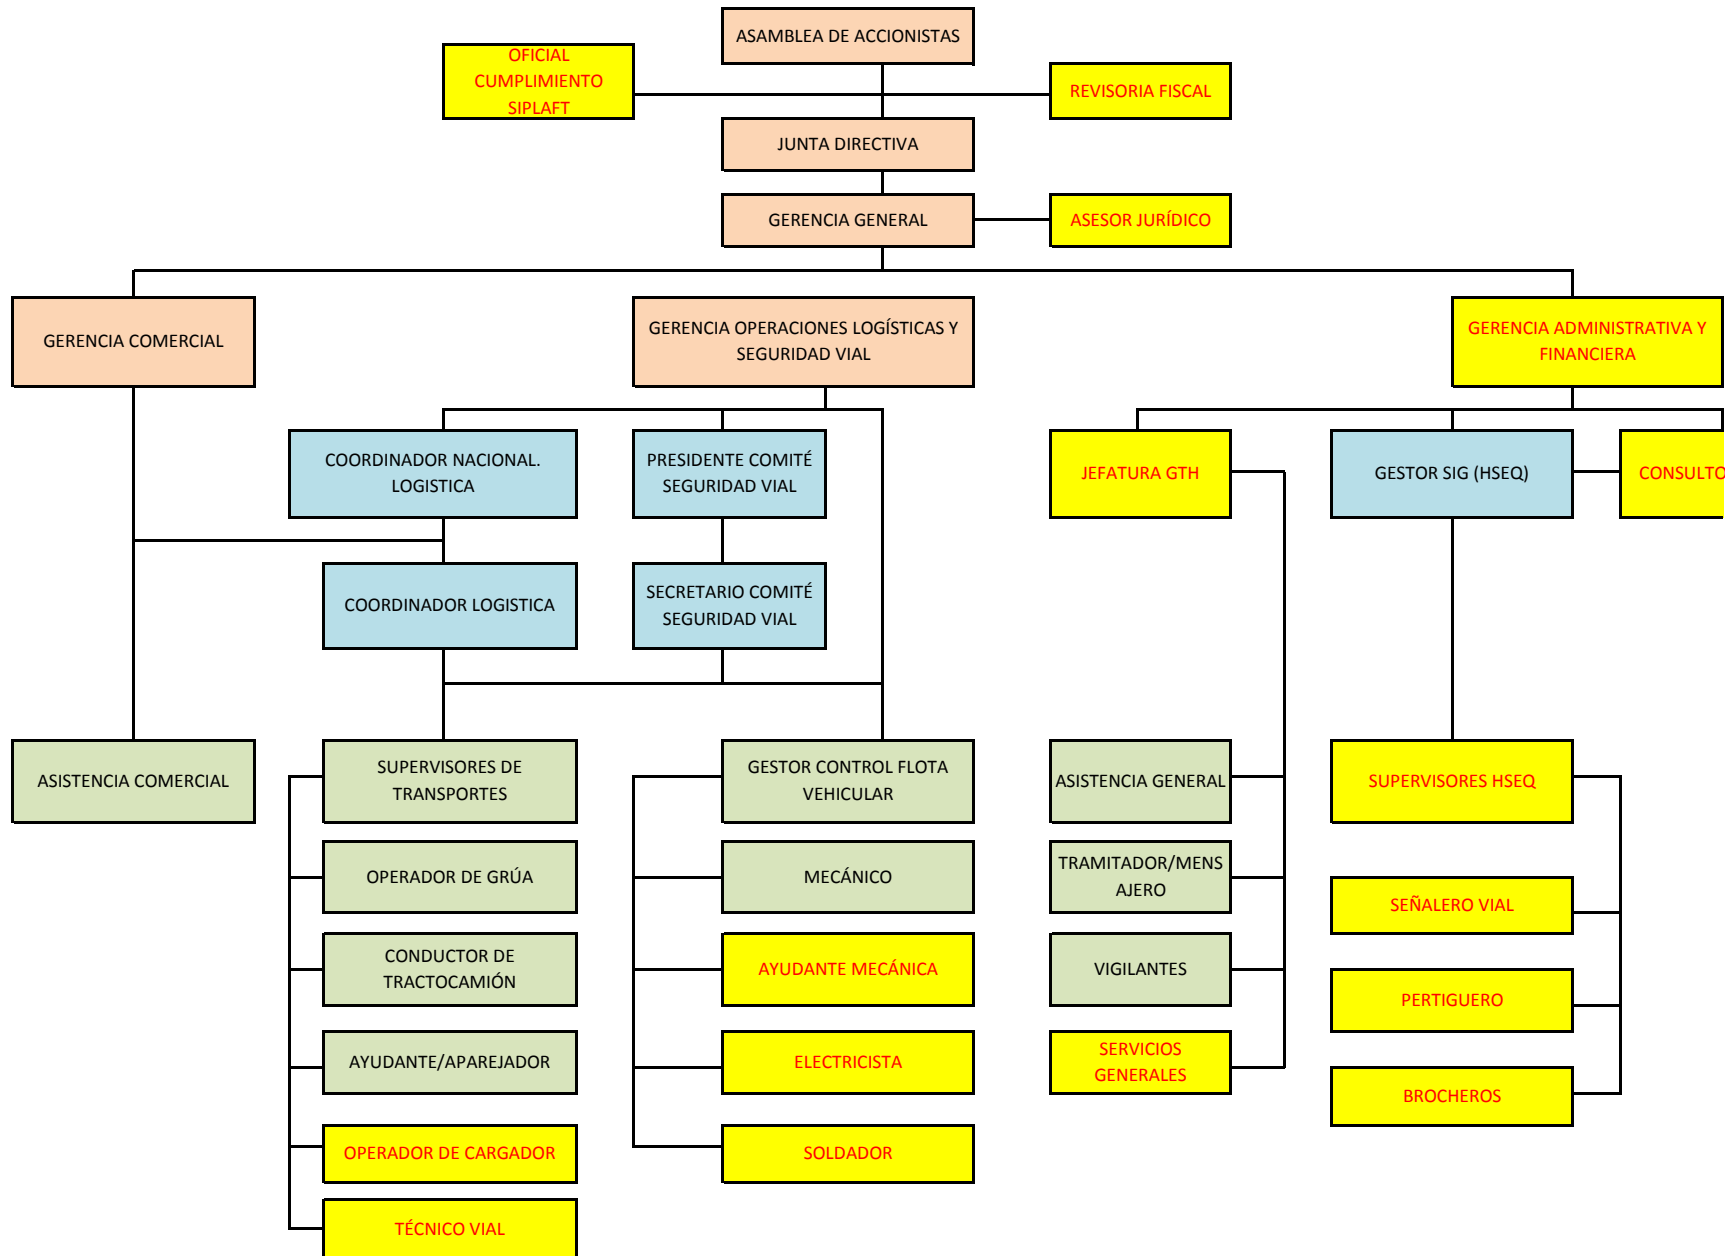 ASAMBLEA DE ACCIONISTAS
OFICIAL
CUMPLIMIENTO
SIPLAFT
REVISORIA FISCAL
JUNTA DIRECTIVA
GERENCIA GENERAL
ASESOR JURÍDICO
GERENCIA COMERCIAL
GERENCIA OPERACIONES LOGÍSTICAS Y
SEGURIDAD VIAL
GERENCIA ADMINISTRATIVA Y
FINANCIERA
COORDINADOR NACIONAL.
LOGISTICA
PRESIDENTE COMITÉ
SEGURIDAD VIAL
JEFATURA GTH
GESTOR SIG (HSEQ)
CONSULTO
COORDINADOR LOGISTICA
SECRETARIO COMITÉ
SEGURIDAD VIAL
ASISTENCIA COMERCIAL
SUPERVISORES DE
TRANSPORTES
GESTOR CONTROL FLOTA
VEHICULAR
ASISTENCIA GENERAL
SUPERVISORES HSEQ
OPERADOR DE GRÚA
MECÁNICO
TRAMITADOR/MENS
AJERO
SEÑALERO VIAL
CONDUCTOR DE
TRACTOCAMIÓN
AYUDANTE MECÁNICA
VIGILANTES
PERTIGUERO
AYUDANTE/APAREJADOR
ELECTRICISTA
SERVICIOS
GENERALES
BROCHEROS
OPERADOR DE CARGADOR
SOLDADOR
TÉCNICO VIAL